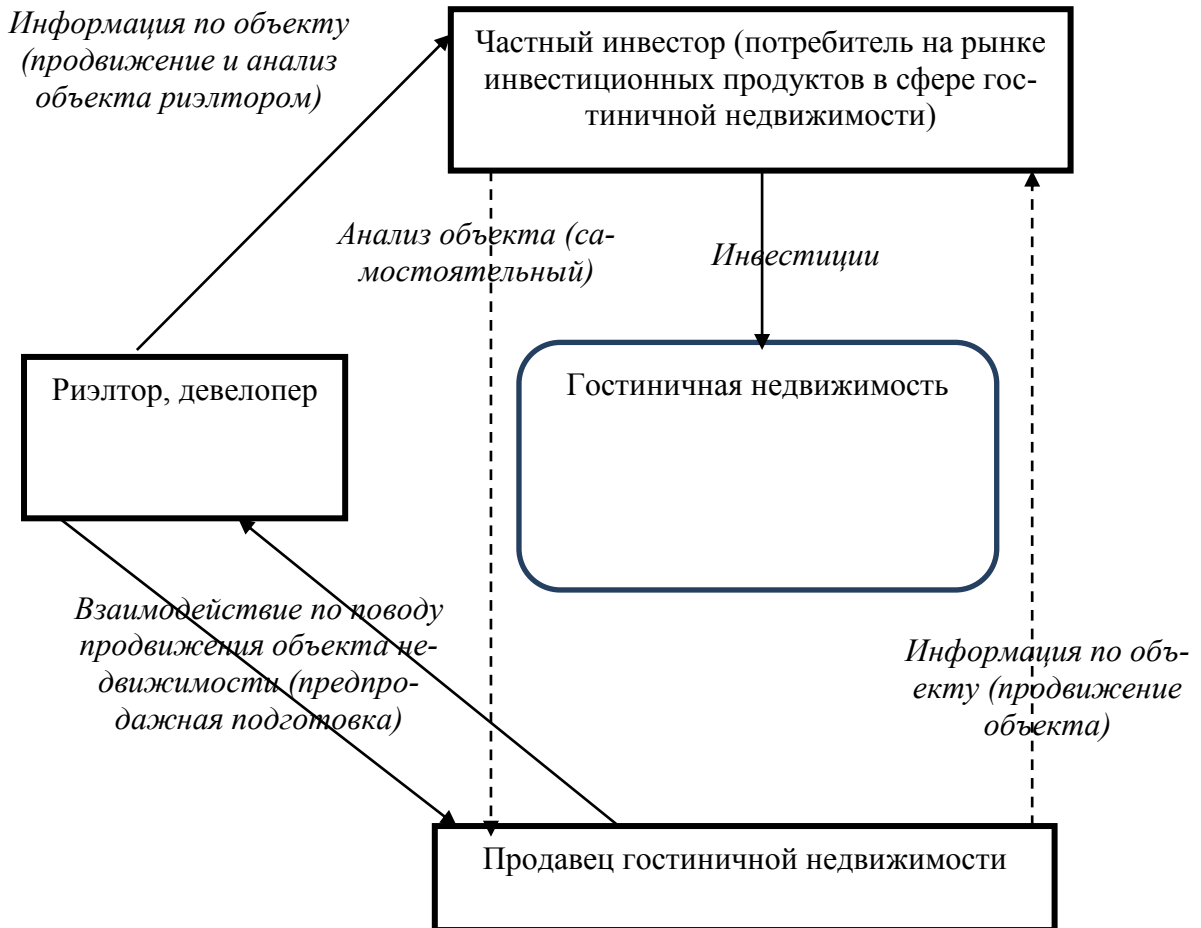 Информация по объекту
(продвижение и анализ
объекта риэлтором)
Частный инвестор (потребитель на рынке
инвестиционных продуктов в сфере гос-
тиничной недвижимости)
Анализ объекта (са-
мостоятельный)
Инвестиции
Риэлтор, девелопер
Гостиничная недвижимость
Взаимодействие по поводу
продвижения объекта не-
движимости (предпро-
дажная подготовка)
Информация по объ-
екту (продвижение
объекта)
Продавец гостиничной недвижимости